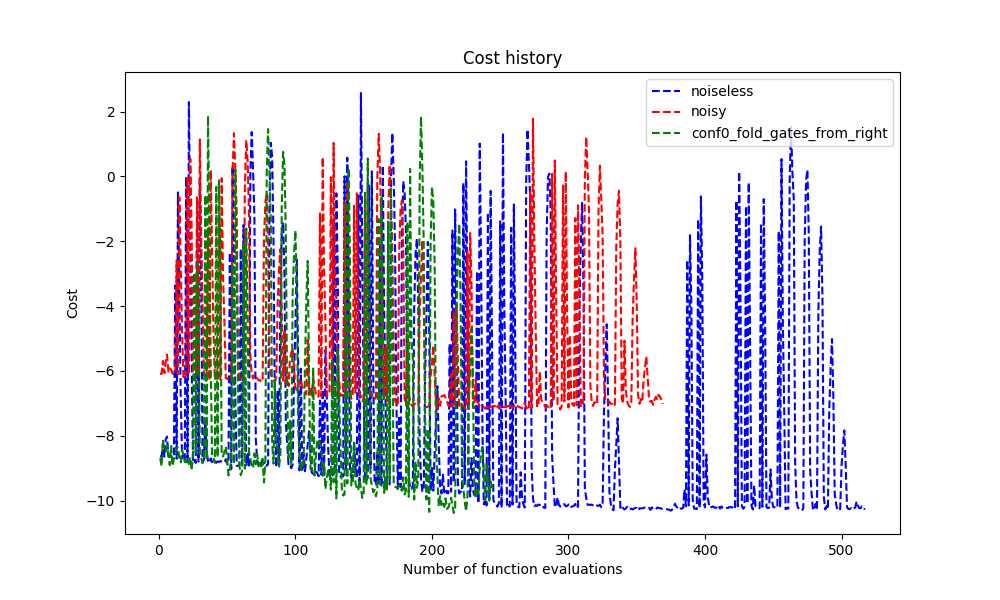 Cost history
noiseless
noisy
conf0_fold_gates_from_right
Cost
2
0
−2
−4
−6
−8
−10
0 100 200 300 400 500
Number of function evaluations